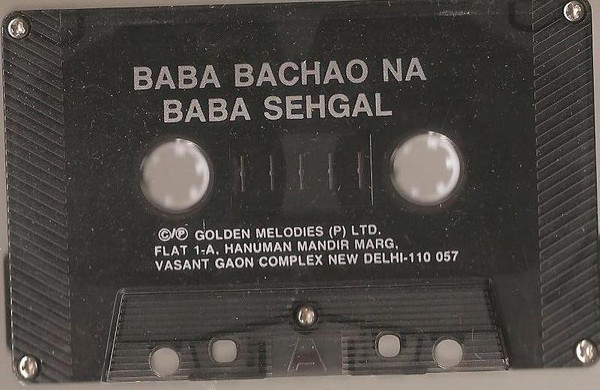 BABA BACHAO NA
BABA SEHGAL
©/℗ GOLDEN MELODIES (P) LTD.
FLAT 1-A, HANUMAN MANDIR MARG,
VASANT GAON COMPLEX NEW DELHI-110 057
A